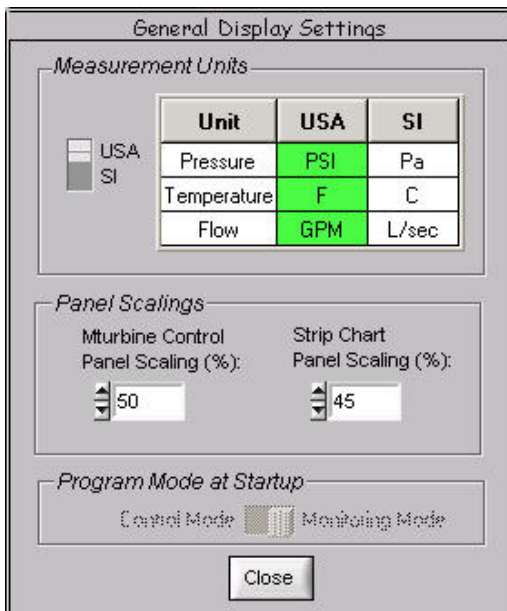 General Display Settings
Measurement Units
USA
SI
Unit USA SI
Pressure PSI Pa
Temperature F C
Flow GPM L/sec
Panel Scalings
Mturbine Control
Panel Scaling (%):
50
Strip Chart
Panel Scaling (%):
45
Program Mode at Startup
Control Mode Monitoring Mode
Close